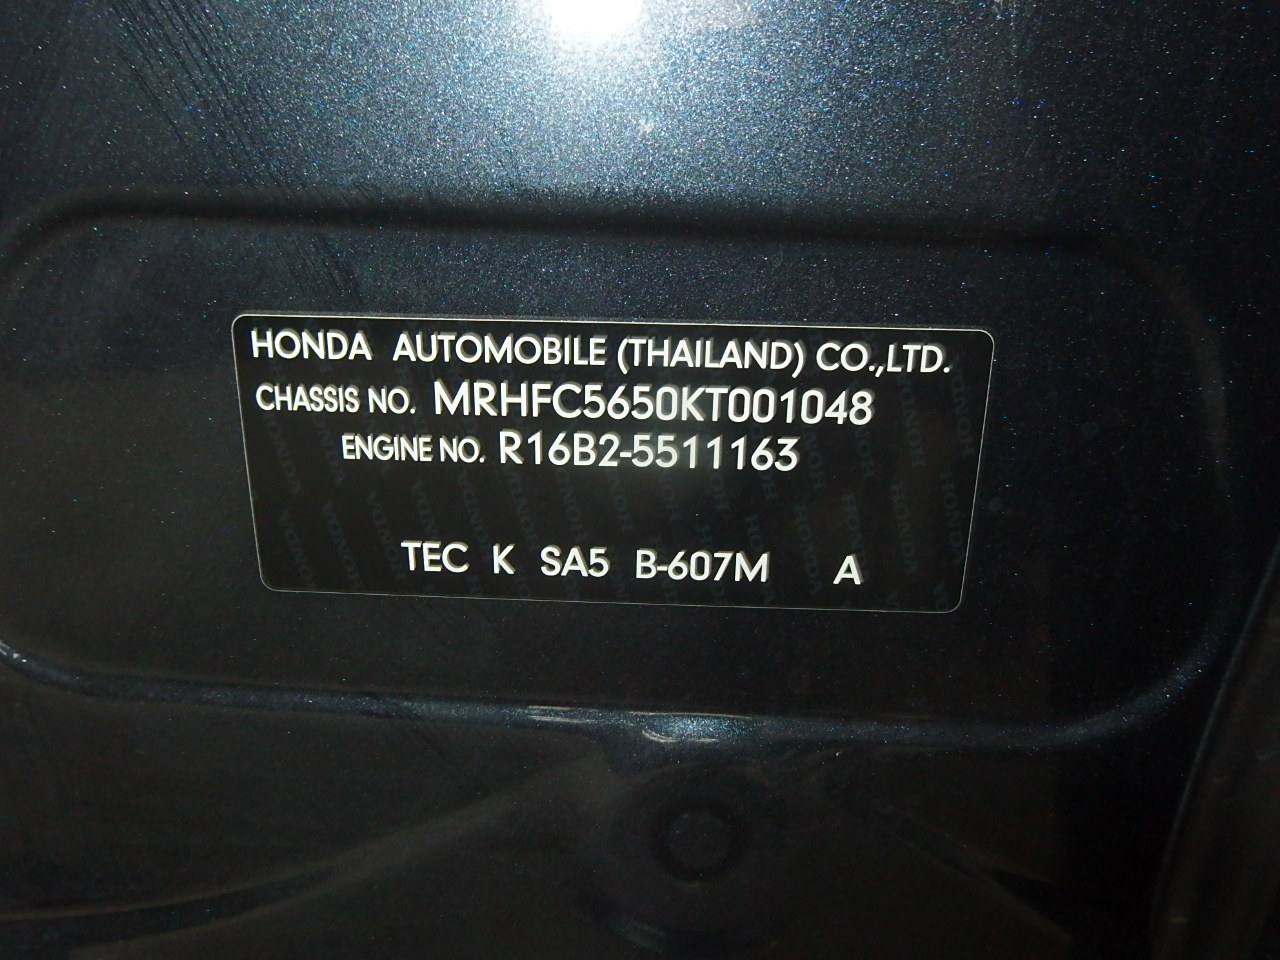 HONDA AUTOMOBILE (THAILAND) CO.,LTD.
CHASSIS NO. MRHFC5650KT001048
ENGINE NO. R16B2-5511163
TEC K SA5 B-607M A